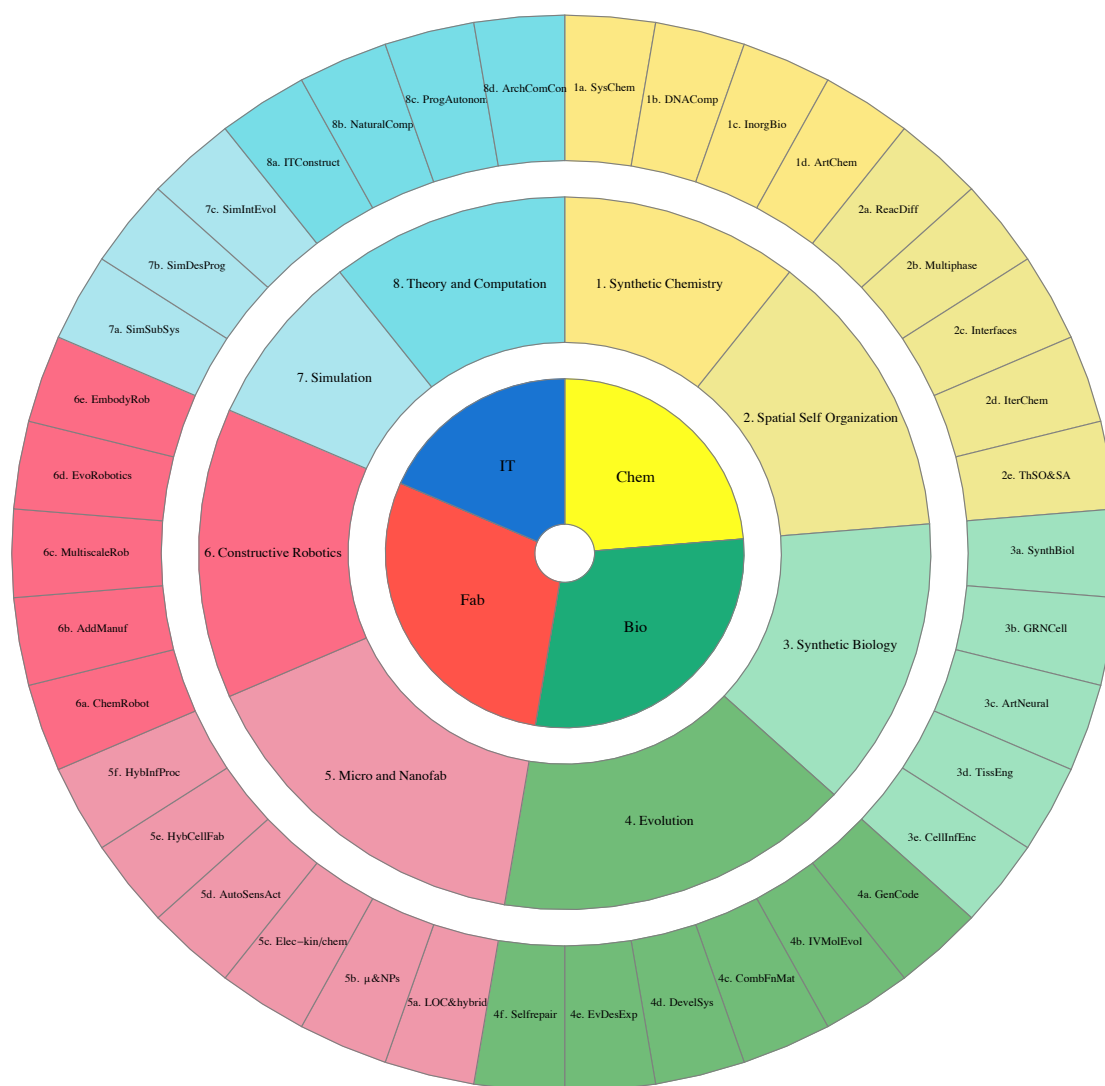 1a. SysChem
1b. DNAComp
1c. InorgBio
1d. ArtChem
2a. ReacDiff
2b. Multiphase
2c. Interfaces
2d. IterChem
2e. ThSO&SA
3a. SynthBiol
3b. GRNCell
3c. ArtNeural
3d. TissEng
3e. CellInfEnc
4a. GenCode
4b. IVMolEvol
4c. CombFnMat
4d. DevelSys
4e. EvDesExp
4f. Selfrepair
5a. LOC&hybrid
5b. μ&NPs
5c. Elec−kin/chem
5d. AutoSensAct
5e. HybCellFab
5f. HybInfProc
6a. ChemRobot
6b. AddManuf
6c. MultiscaleRob
6d. EvoRobotics
6e. EmbodyRob
7a. SimSubSys
7b. SimDesProg
7c. SimIntEvol
8a. ITConstruct
8b. NaturalComp
8c. ProgAutonom
8d. ArchComCon
1. Synthetic Chemistry
2. Spatial Self Organization
3. Synthetic Biology
4. Evolution
5. Micro and Nanofab
6. Constructive Robotics
7. Simulation
8. Theory and Computation
Chem
Bio
Fab
IT